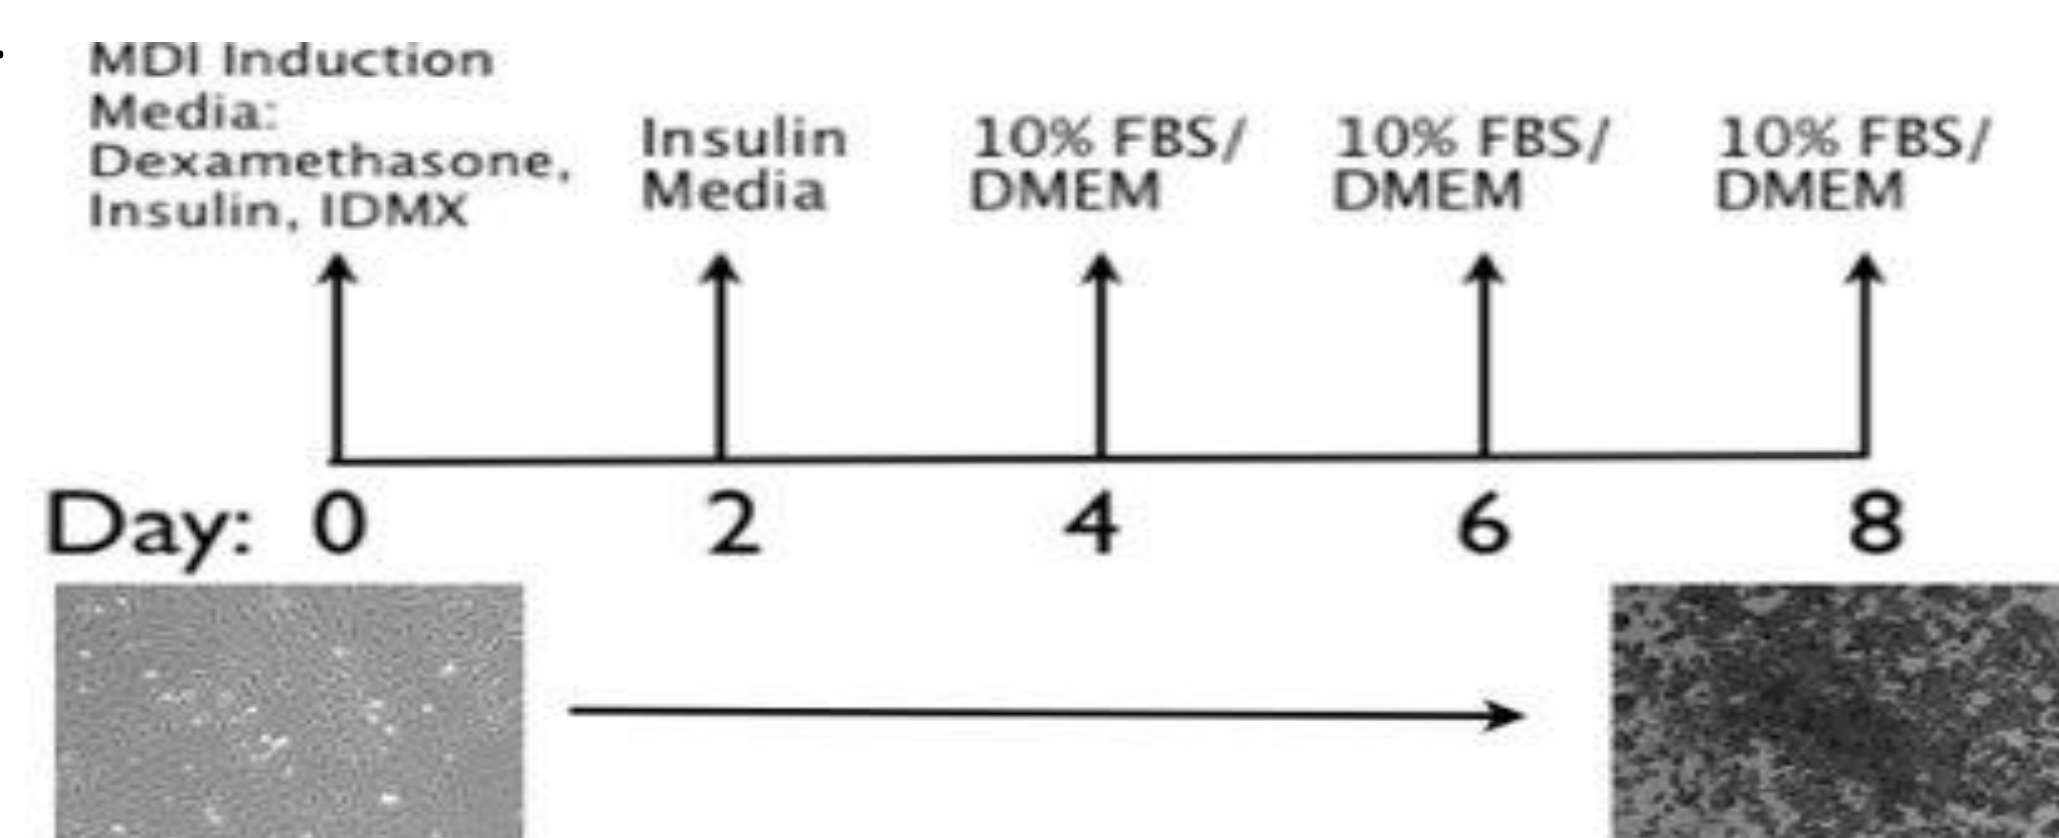 MDI Induction
Media:
Dexamethasone,
Insulin, IDMX
Insulin
Media
10% FBS/
DMEM
10% FBS/
DMEM
10% FBS/
DMEM
Day: 0 2 4 6 8